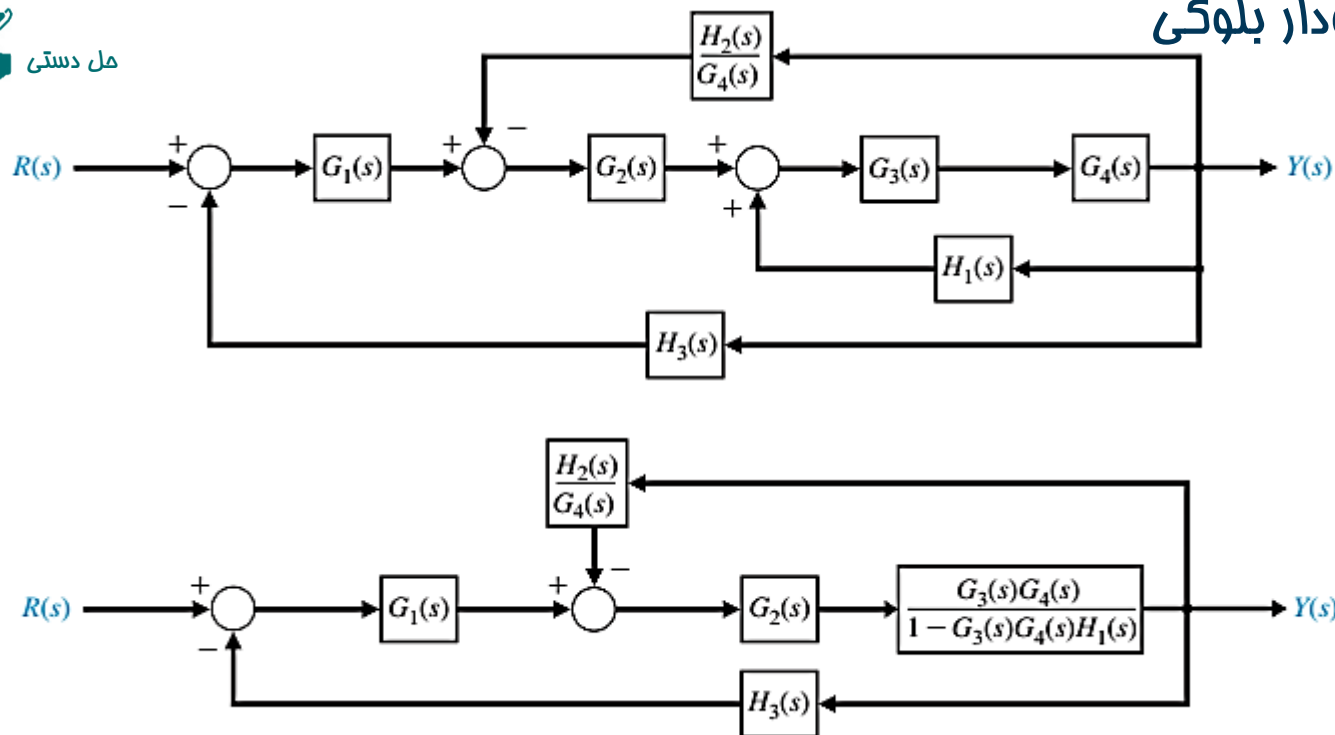 بلوکی
حل دستی
H₂(s)
G₄(s)
+ − + +
R(s) G₁(s) G₂(s) G₃(s) G₄(s) Y(s)
− +
H₁(s)
H₃(s)
H₂(s)
G₄(s)
+ + −
R(s) G₁(s) G₂(s) G₃(s)G₄(s) Y(s)
1 − G₃(s)G₄(s)H₁(s)
−
H₃(s)